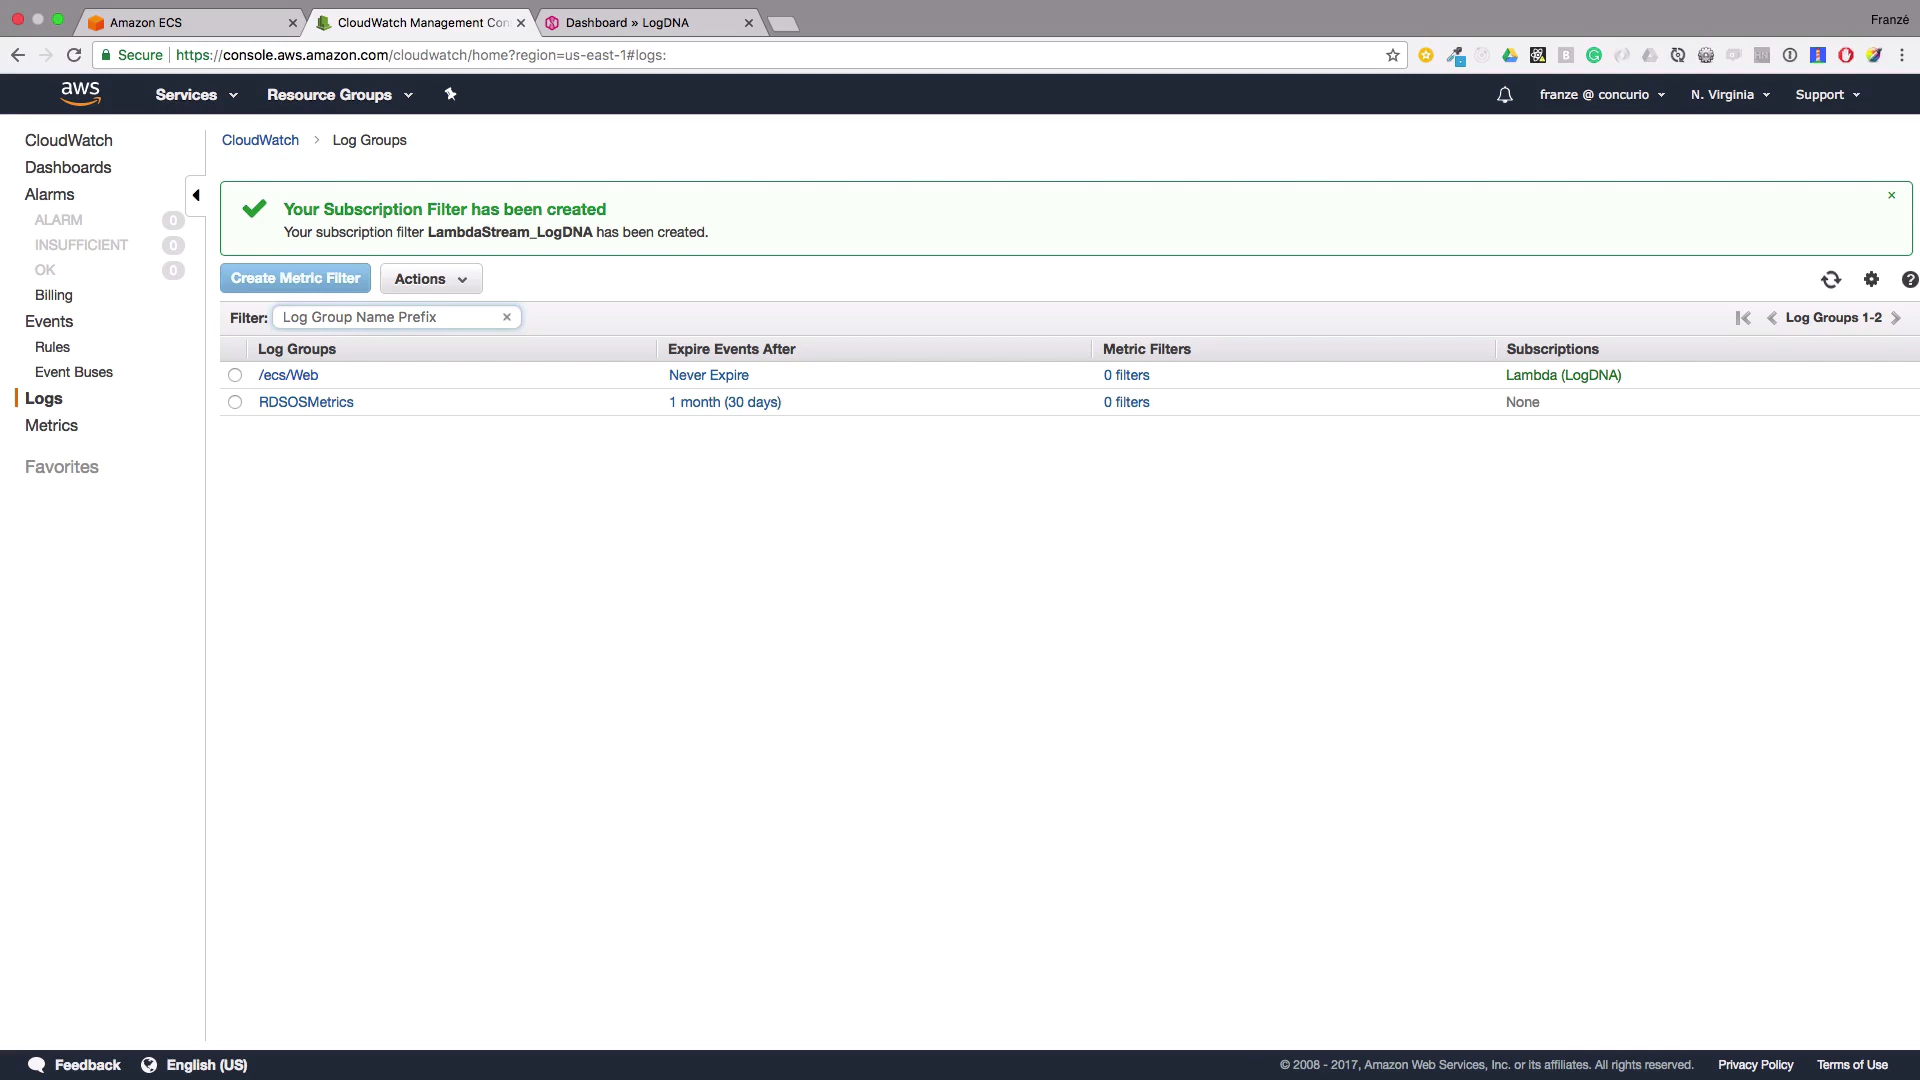 Franzé
Amazon ECS
CloudWatch Management Con
Dashboard » LogDNA
Secure
https://console.aws.amazon.com/cloudwatch/home?region=us-east-1#logs:
aws
Services
Resource Groups
franze @ concurio
N. Virginia
Support
CloudWatch
Dashboards
Alarms
ALARM 0
INSUFFICIENT 0
OK 0
Billing
Events
Rules
Event Buses
Logs
Metrics
Favorites
CloudWatch > Log Groups
Your Subscription Filter has been created
Your subscription filter LambdaStream_LogDNA has been created.
Create Metric Filter
Actions
Filter: Log Group Name Prefix
Log Groups 1-2
Log Groups Expire Events After Metric Filters Subscriptions
/ecs/Web Never Expire 0 filters Lambda (LogDNA)
RDSOSMetrics 1 month (30 days) 0 filters None
Feedback
English (US)
© 2008 - 2017, Amazon Web Services, Inc. or its affiliates. All rights reserved.
Privacy Policy
Terms of Use